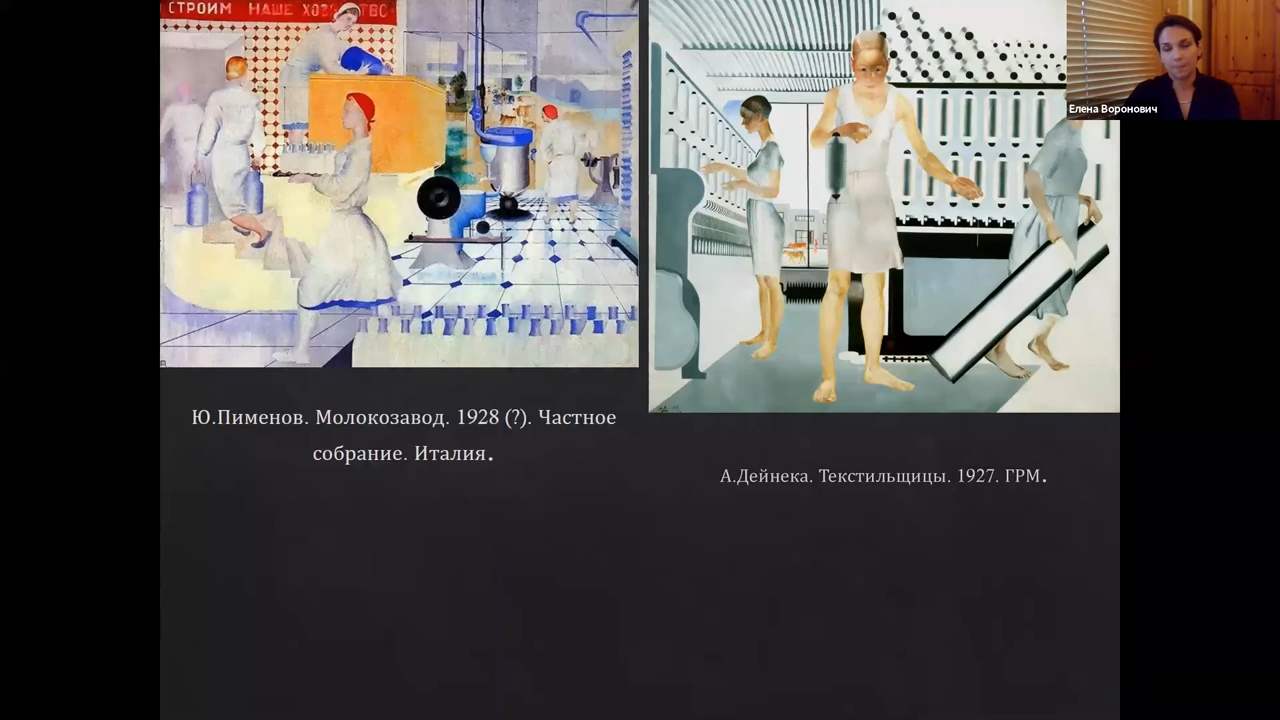 СТРОИМ НАШЕ ХОЗЯЙСТВО
Елена Воронович
Ю.Пименов. Молокозавод. 1928 (?). Частное
собрание. Италия.
А.Дейнека. Текстильщицы. 1927. ГРМ.